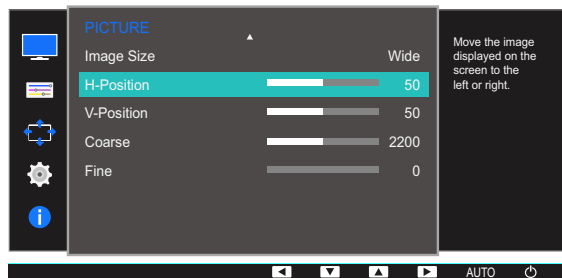 PICTURE
Image Size Wide
H-Position 50
V-Position 50
Coarse 2200
Fine 0
Move the image
displayed on the
screen to the
left or right.
AUTO